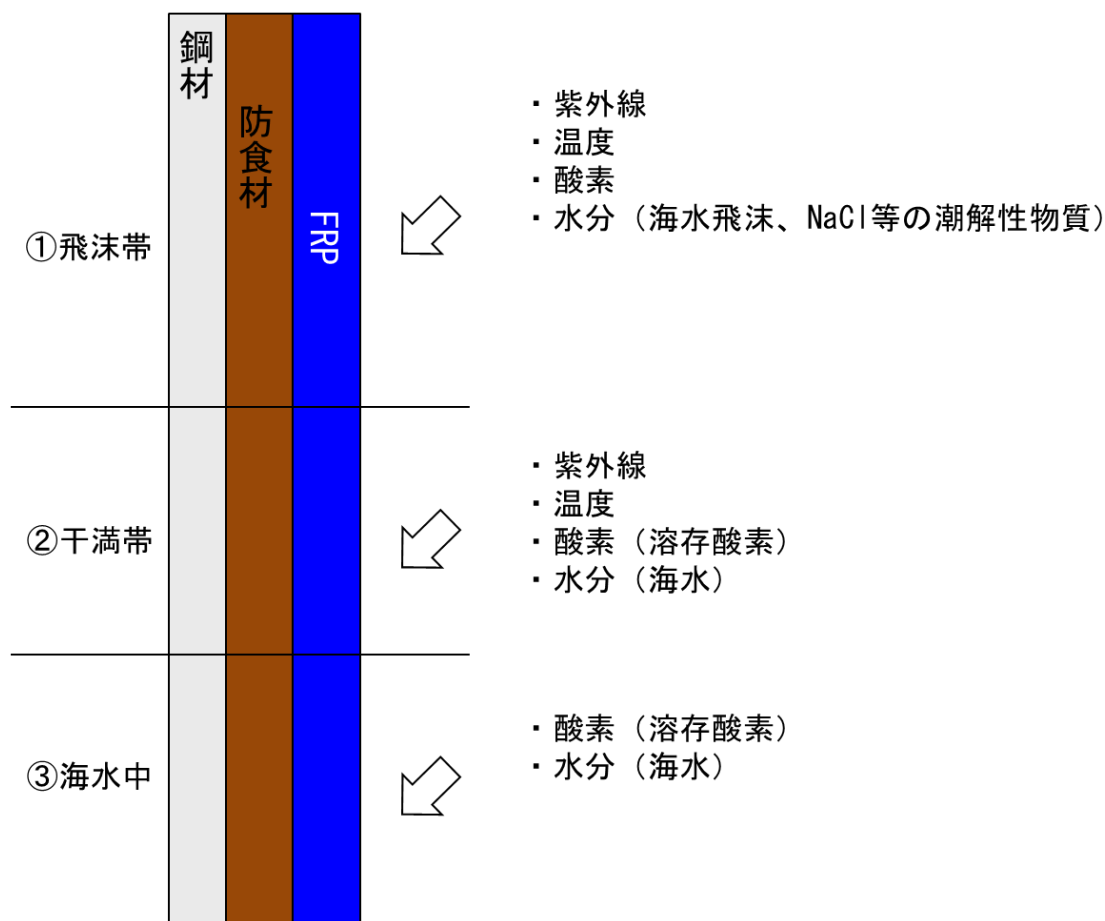 鋼材
防食材
FRP
①飛沫帯
・紫外線
・温度
・酸素
・水分（海水飛沫、NaCl等の潮解性物質）
②干満帯
・紫外線
・温度
・酸素（溶存酸素）
・水分（海水）
③海水中
・酸素（溶存酸素）
・水分（海水）